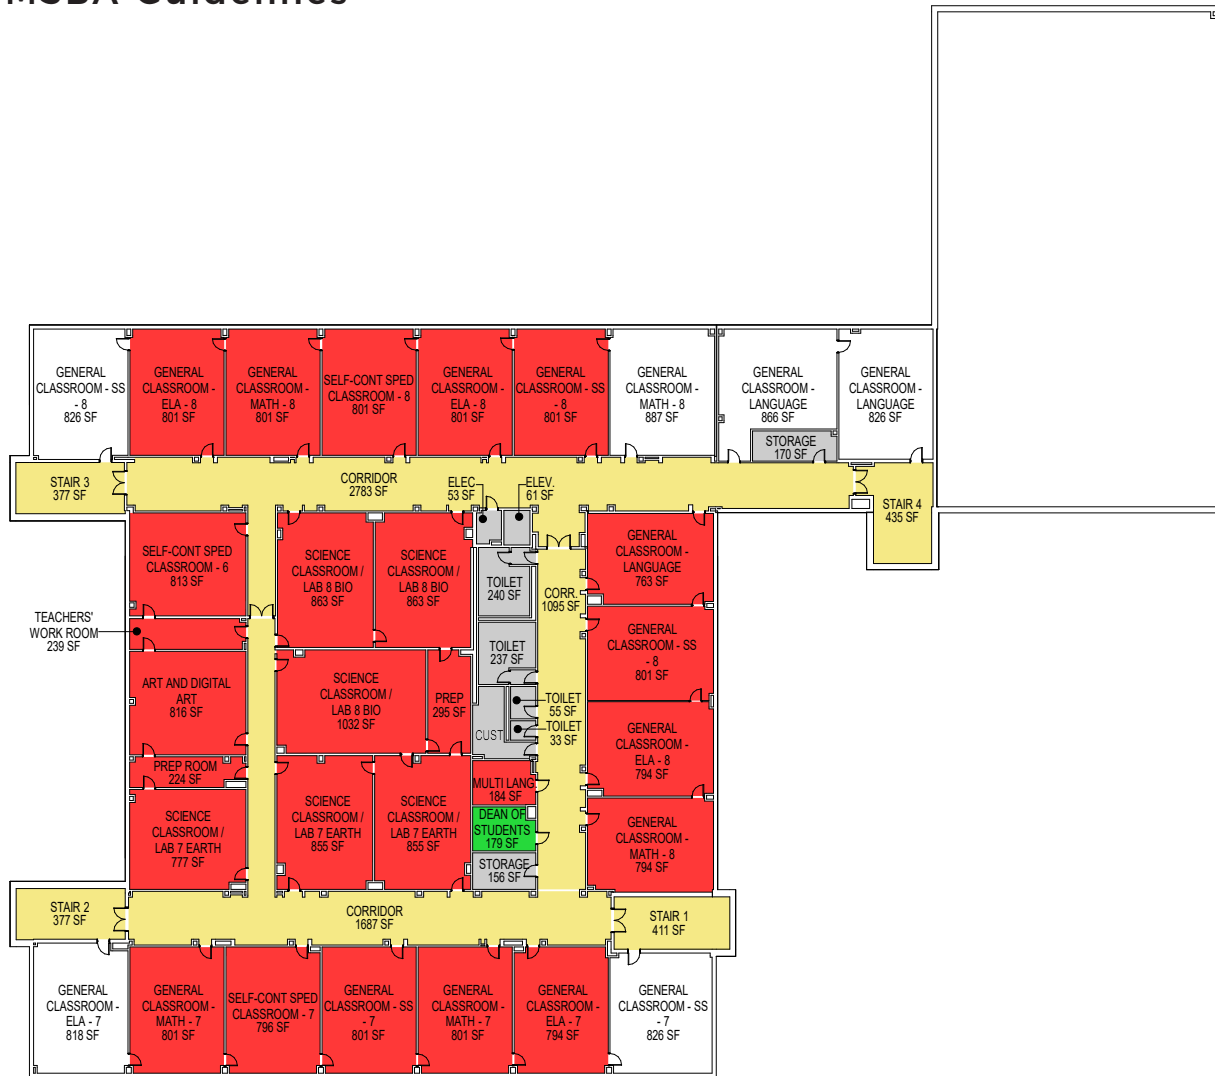 MSBA Guidelines
GENERAL
CLASSROOM - SS
- 8
826 SF
GENERAL
CLASSROOM -
ELA - 8
801 SF
GENERAL
CLASSROOM -
MATH - 8
801 SF
SELF-CONT SPED
CLASSROOM - 8
801 SF
GENERAL
CLASSROOM -
ELA - 8
801 SF
GENERAL
CLASSROOM - SS
- 8
801 SF
GENERAL
CLASSROOM -
MATH - 8
887 SF
GENERAL
CLASSROOM -
LANGUAGE
866 SF
GENERAL
CLASSROOM -
LANGUAGE
826 SF
STORAGE
170 SF
STAIR 3
377 SF
CORRIDOR
2783 SF
ELEC
53 SF
ELEV.
61 SF
STAIR 4
435 SF
SELF-CONT SPED
CLASSROOM - 6
813 SF
SCIENCE
CLASSROOM /
LAB 8 BIO
863 SF
SCIENCE
CLASSROOM /
LAB 8 BIO
863 SF
TOILET
240 SF
CORR.
1095 SF
GENERAL
CLASSROOM -
LANGUAGE
763 SF
TEACHERS'
WORK ROOM
239 SF
TOILET
237 SF
GENERAL
CLASSROOM - SS
- 8
801 SF
ART AND DIGITAL
ART
816 SF
SCIENCE
CLASSROOM /
LAB 8 BIO
1032 SF
PREP
295 SF
TOILET
55 SF
TOILET
33 SF
CUST
GENERAL
CLASSROOM -
ELA - 8
794 SF
PREP ROOM
224 SF
MULTI LANG
184 SF
SCIENCE
CLASSROOM /
LAB 7 EARTH
777 SF
SCIENCE
CLASSROOM /
LAB 7 EARTH
855 SF
SCIENCE
CLASSROOM /
LAB 7 EARTH
855 SF
DEAN OF
STUDENTS
179 SF
STORAGE
156 SF
GENERAL
CLASSROOM -
MATH - 8
794 SF
STAIR 2
377 SF
CORRIDOR
1687 SF
STAIR 1
411 SF
GENERAL
CLASSROOM -
ELA - 7
818 SF
GENERAL
CLASSROOM -
MATH - 7
801 SF
SELF-CONT SPED
CLASSROOM - 7
796 SF
GENERAL
CLASSROOM - SS
- 7
801 SF
GENERAL
CLASSROOM -
MATH - 7
801 SF
GENERAL
CLASSROOM -
ELA - 7
794 SF
GENERAL
CLASSROOM - SS
- 7
826 SF